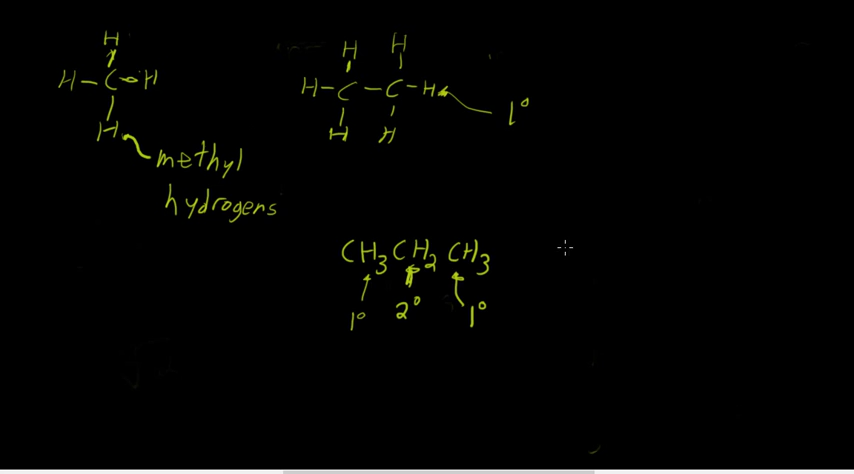 H
H
H
H–C–H
H–C–C–H
1°
H
H
H
methyl
hydrogens
CH₃CH₂CH₃
1° 2° 1°